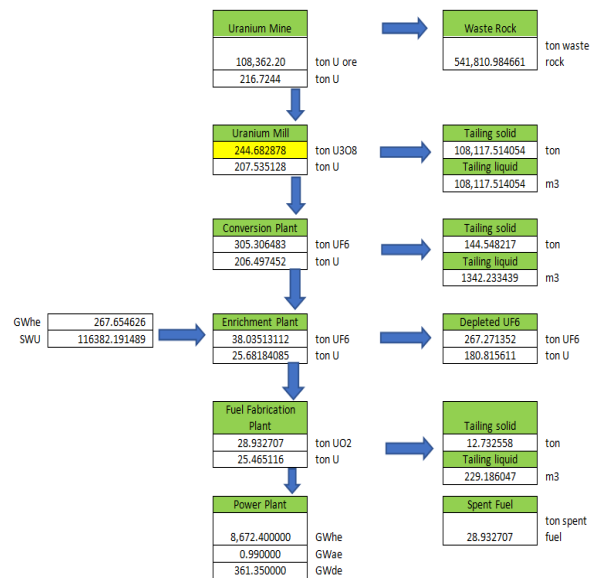 Uranium Mine
Waste Rock
108,362.20 ton U ore
541,810.984661 ton waste rock
216.7244 ton U
Uranium Mill
Tailing solid
244.682878 ton U3O8
108,117.514054 ton
207.535128 ton U
Tailing liquid
108,117.514054 m3
Conversion Plant
Tailing solid
305.306483 ton UF6
144.548217 ton
206.497452 ton U
Tailing liquid
1342.233439 m3
GWhe 267.654626
SWU 116382.191489
Enrichment Plant
Depleted UF6
38.03513112 ton UF6
267.271352 ton UF6
25.68184085 ton U
180.815611 ton U
Fuel Fabrication
Plant
Tailing solid
28.932707 ton UO2
12.732558 ton
25.465116 ton U
Tailing liquid
229.186047 m3
Power Plant
Spent Fuel
8,672.400000 GWhe
28.932707 ton spent fuel
0.990000 GWae
361.350000 GWde